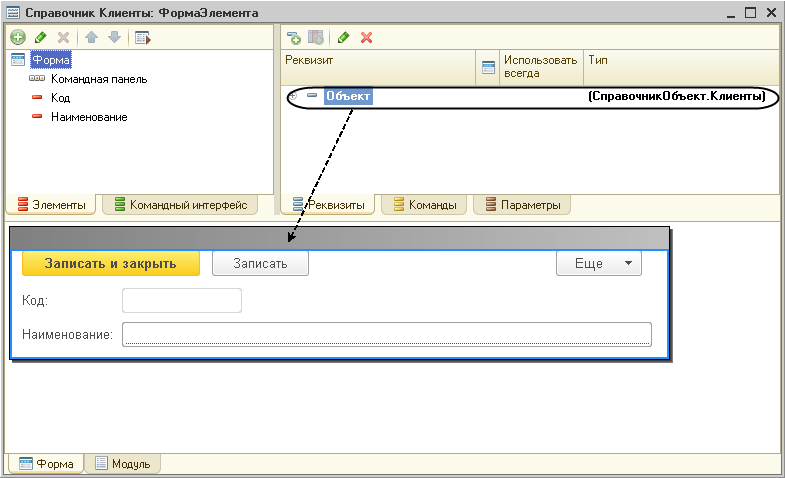 Справочник Клиенты: ФормаЭлемента
Форма
Командная панель
Код
Наименование
Реквизит
Использовать
всегда
Тип
Объект
(СправочникОбъект.Клиенты)
Элементы
Командный интерфейс
Реквизиты
Команды
Параметры
Записать и закрыть
Записать
Еще
Код:
Наименование:
Форма
Модуль